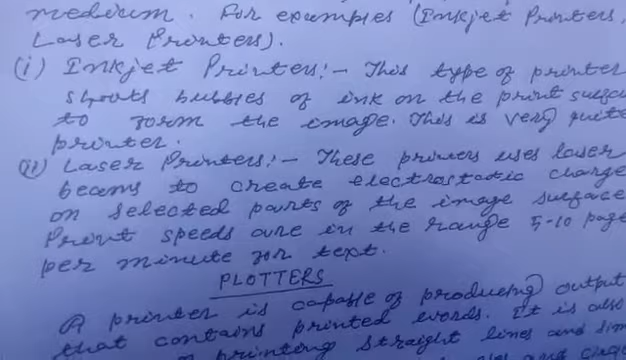 medium. For examples (Inkjet Printers,
Laser Printers).
(i) Inkjet Printers:- This type of printer
shoots bubbles of ink on the print
to form the image. This is very quite
printer.
(ii) Laser Printers:- These printers uses laser
beams to create electrostatic charge
on selected parts of the image surface
Print speeds are in the range 5-10 page
per minute for text.
PLOTTERS
A printer is capable of producing output
that contains printed words. It is also
printing straight lines and
and